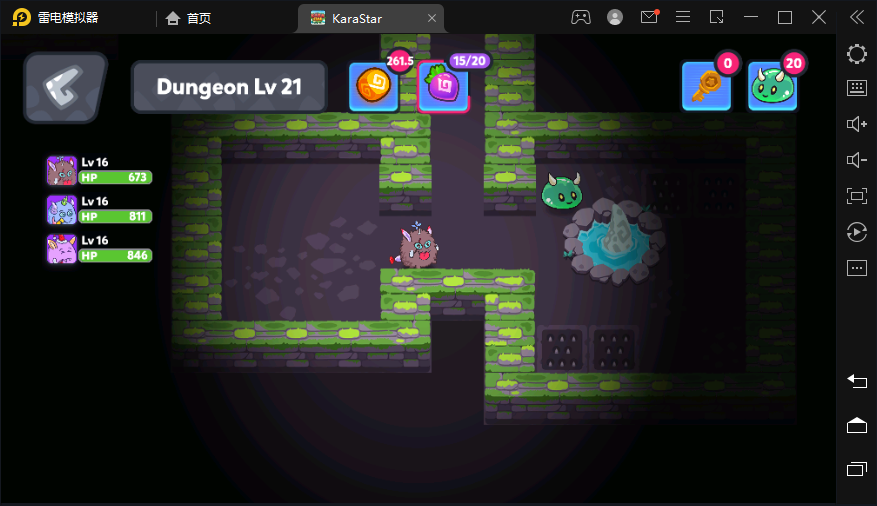 雷电模拟器
首页
KaraStar
Dungeon Lv 21
261.5
15/20
0
20
Lv 16
HP 673
Lv 16
HP 811
Lv 16
HP 846